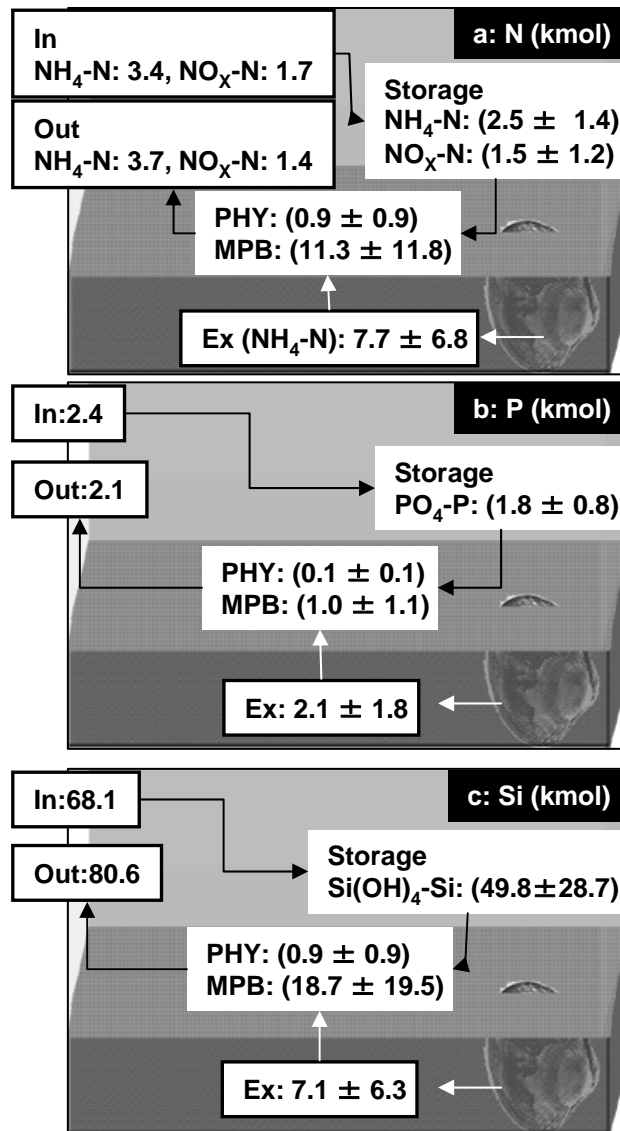 a: N (kmol)
In
NH4-N: 3.4, NOX-N: 1.7
Out
NH4-N: 3.7, NOX-N: 1.4
Storage
NH4-N: (2.5 ± 1.4)
NOX-N: (1.5 ± 1.2)
PHY: (0.9 ± 0.9)
MPB: (11.3 ± 11.8)
Ex (NH4-N): 7.7 ± 6.8
b: P (kmol)
In:2.4
Out:2.1
Storage
PO4-P: (1.8 ± 0.8)
PHY: (0.1 ± 0.1)
MPB: (1.0 ± 1.1)
Ex: 2.1 ± 1.8
c: Si (kmol)
In:68.1
Out:80.6
Storage
Si(OH)4-Si: (49.8±28.7)
PHY: (0.9 ± 0.9)
MPB: (18.7 ± 19.5)
Ex: 7.1 ± 6.3